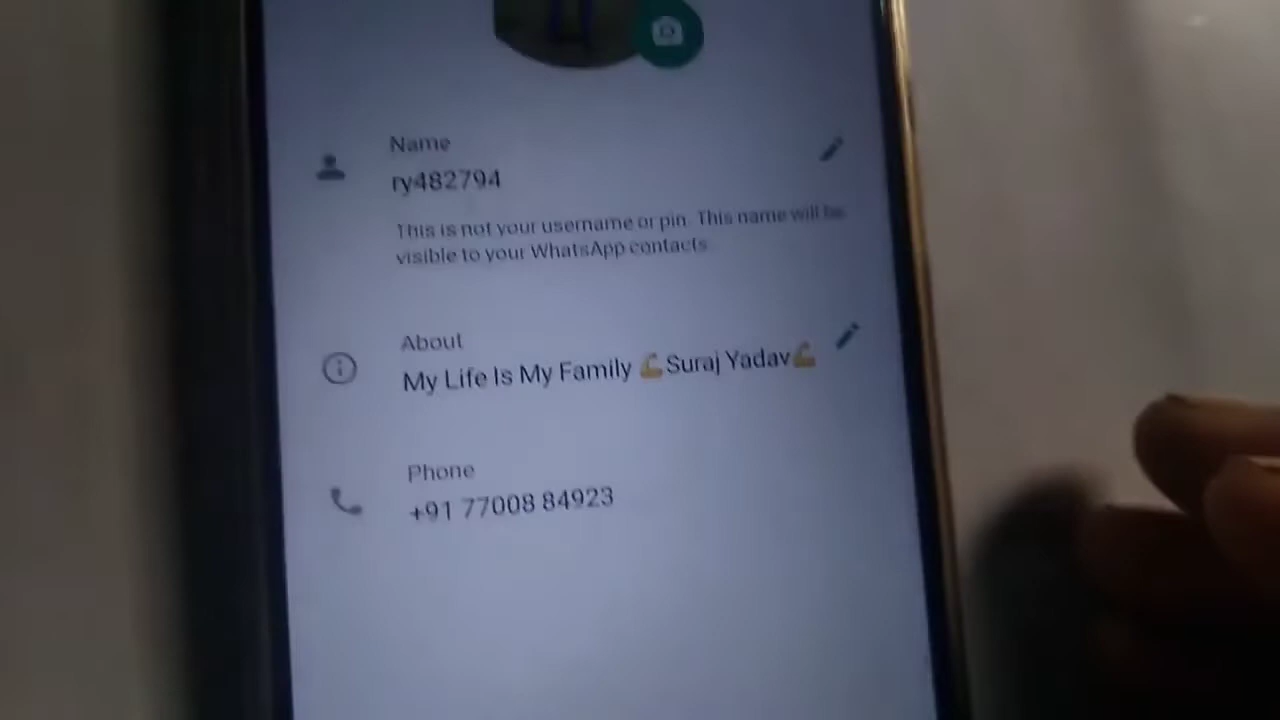 Name
ry482794
This is not your username or pin. This name will be
visible to your WhatsApp contacts.
About
My Life Is My Family 💪Suraj Yadav💪
Phone
+91 77008 84923